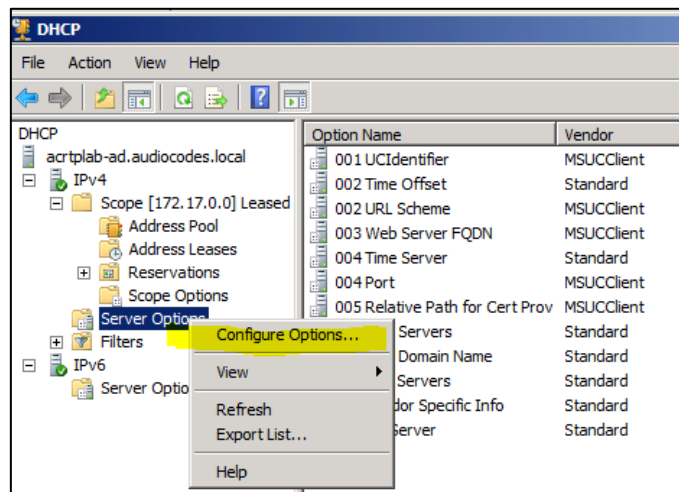 DHCP
File Action View Help
DHCP
acrtplab-ad.audiocodes.local
IPv4
Scope [172.17.0.0] Leased
Address Pool
Address Leases
Reservations
Scope Options
Server Options
Filters
IPv6
Server Optio
Option Name Vendor
001 UCIdentifier MSUCClient
002 Time Offset Standard
002 URL Scheme MSUCClient
003 Web Server FQDN MSUCClient
004 Time Server Standard
004 Port MSUCClient
005 Relative Path for Cert Prov MSUCClient
Servers Standard
Domain Name Standard
Servers Standard
dor Specific Info Standard
Server Standard
Configure Options...
View
Refresh
Export List...
Help